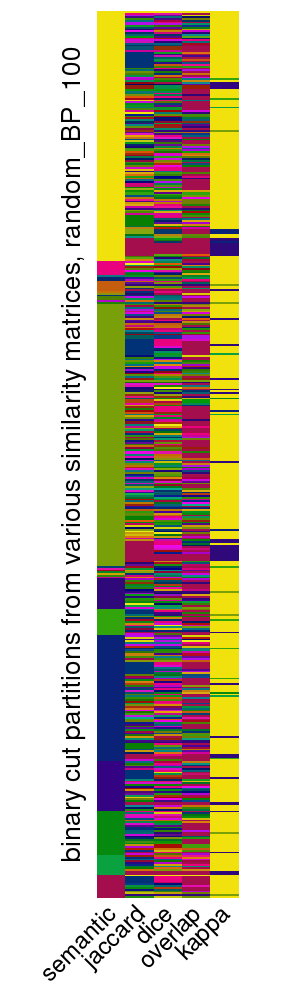 binary cut partitions from various similarity matrices, random_BP_100
semantic
jaccard
dice
overlap
kappa